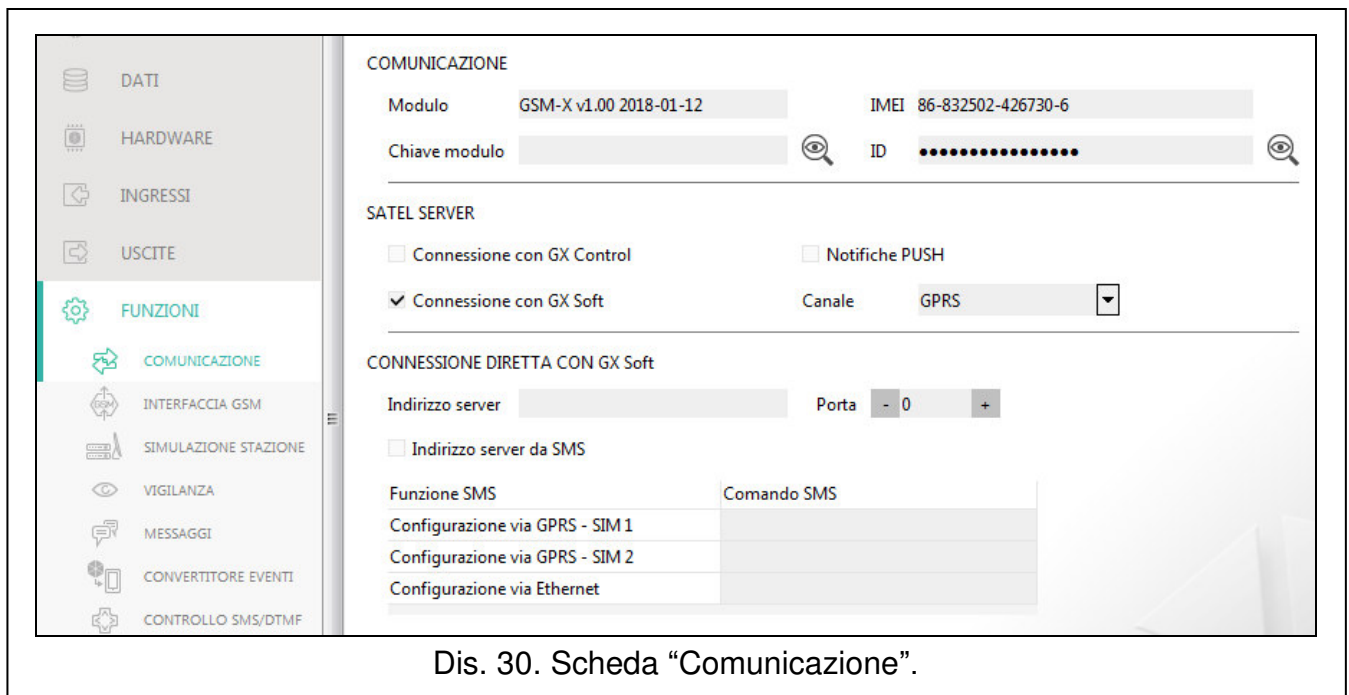 DATI
HARDWARE
INGRESSI
USCITE
FUNZIONI
COMUNICAZIONE
INTERFACCIA GSM
SIMULAZIONE STAZIONE
VIGILANZA
MESSAGGI
CONVERTITORE EVENTI
CONTROLLO SMS/DTMF
COMUNICAZIONE
Modulo GSM-X v1.00 2018-01-12 IMEI 86-832502-426730-6
Chiave modulo ID ••••••••••••••••
SATEL SERVER
Connessione con GX Control Notifiche PUSH
Connessione con GX Soft Canale GPRS
CONNESSIONE DIRETTA CON GX Soft
Indirizzo server Porta - 0 +
Indirizzo server da SMS
Funzione SMS Comando SMS
Configurazione via GPRS - SIM 1
Configurazione via GPRS - SIM 2
Configurazione via Ethernet
Dis. 30. Scheda “Comunicazione”.